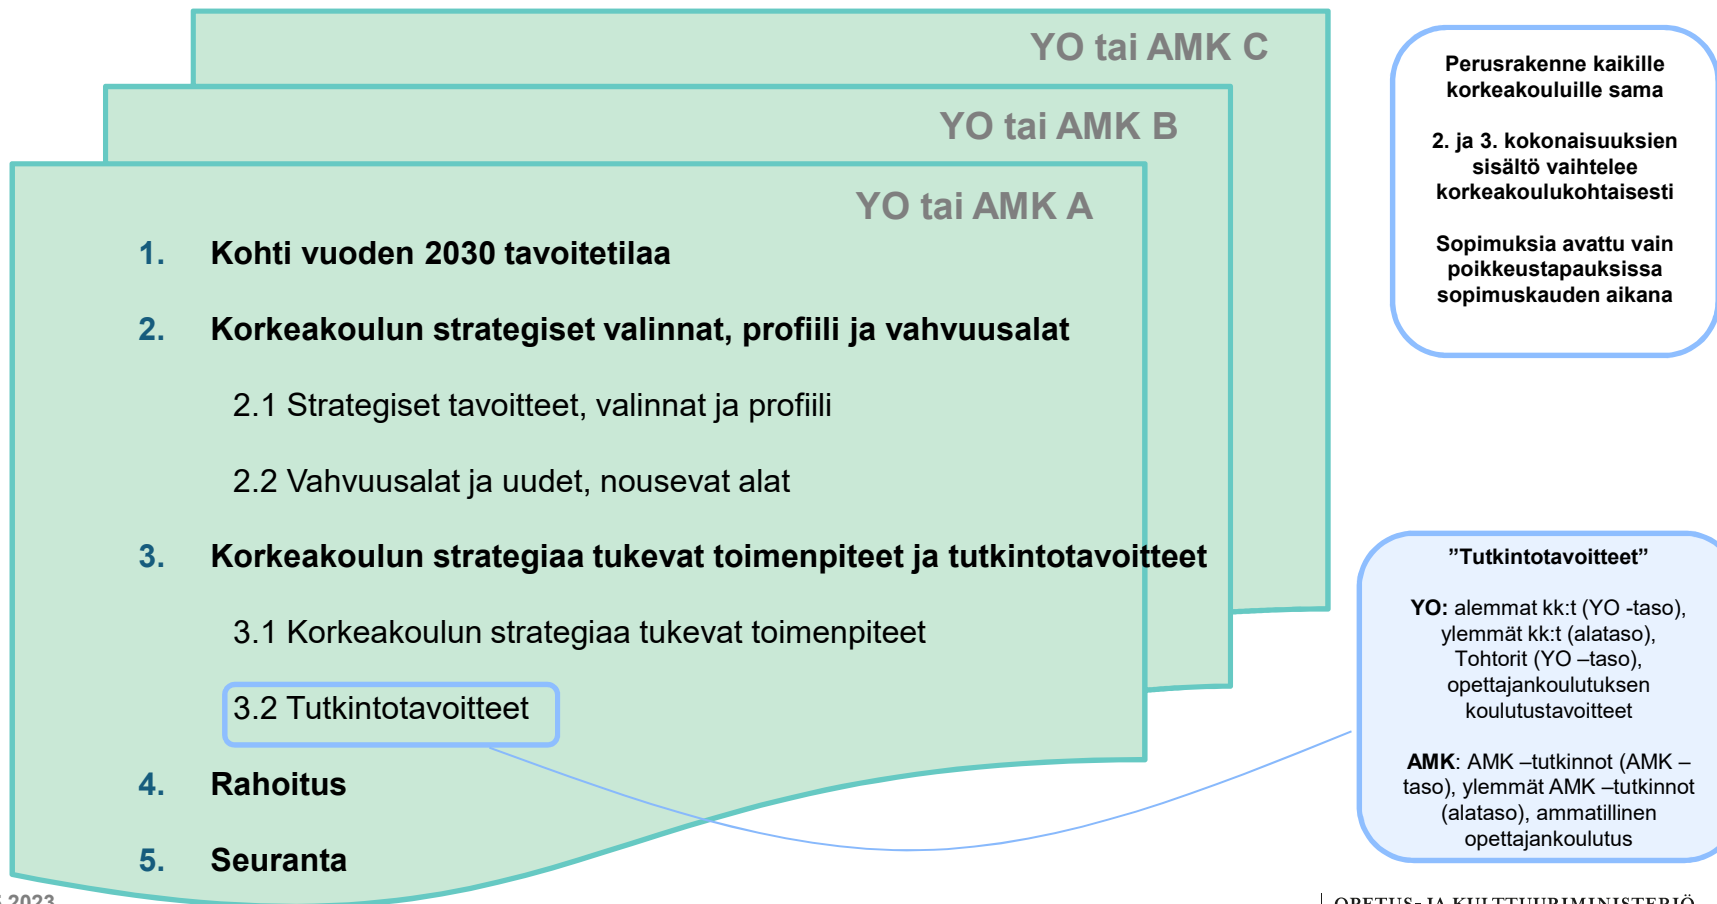 YO tai AMK C
YO tai AMK B
YO tai AMK A
1. Kohti vuoden 2030 tavoitetilaa
2. Korkeakoulun strategiset valinnat, profiili ja vahvuusalat
2.1 Strategiset tavoitteet, valinnat ja profiili
2.2 Vahvuusalat ja uudet, nousevat alat
3. Korkeakoulun strategiaa tukevat toimenpiteet ja tutkintotavoitteet
3.1 Korkeakoulun strategiaa tukevat toimenpiteet
3.2 Tutkintotavoitteet
4. Rahoitus
5. Seuranta
Perusrakenne kaikille
korkeakouluille sama
2. ja 3. kokonaisuuksien
sisältö vaihtelee
korkeakoulukohtaisesti
Sopimuksia avattu vain
poikkeustapauksissa
sopimuskauden aikana
”Tutkintotavoitteet”
YO: alemmat kk:t (YO -taso),
ylemmät kk:t (alataso),
Tohtorit (YO –taso),
opettajankoulutuksen
koulutustavoitteet
AMK: AMK –tutkinnot (AMK –
taso), ylemmät AMK –tutkinnot
(alataso), ammatillinen
opettajankoulutus
2023
OPETUS- JA KULTTUURIMINISTERIÖ